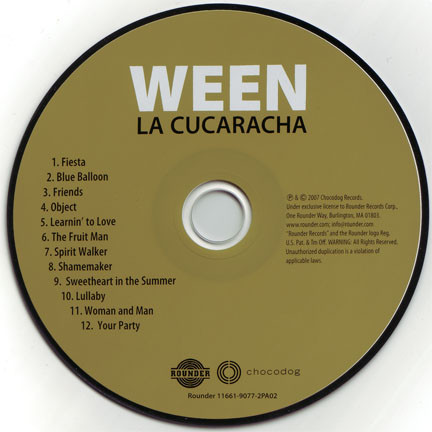 WEEN
LA CUCARACHA
1. Fiesta
2. Blue Balloon
3. Friends
4. Object
5. Learnin' to Love
6. The Fruit Man
7. Spirit Walker
8. Shamemaker
9. Sweetheart in the Summer
10. Lullaby
11. Woman and Man
12. Your Party
℗ & © 2007 Chocodog Records.
Under exclusive license to Rounder Records Corp.,
One Rounder Way, Burlington, MA 01803.
www.rounder.com; info@rounder.com
"Rounder Records" and the Rounder logo Reg.
U.S. Pat. & Tm Off. WARNING: All Rights Reserved.
Unauthorized duplication is a violation of
applicable laws.
ROUNDER
chocodog
Rounder 11661-9077-2PA02